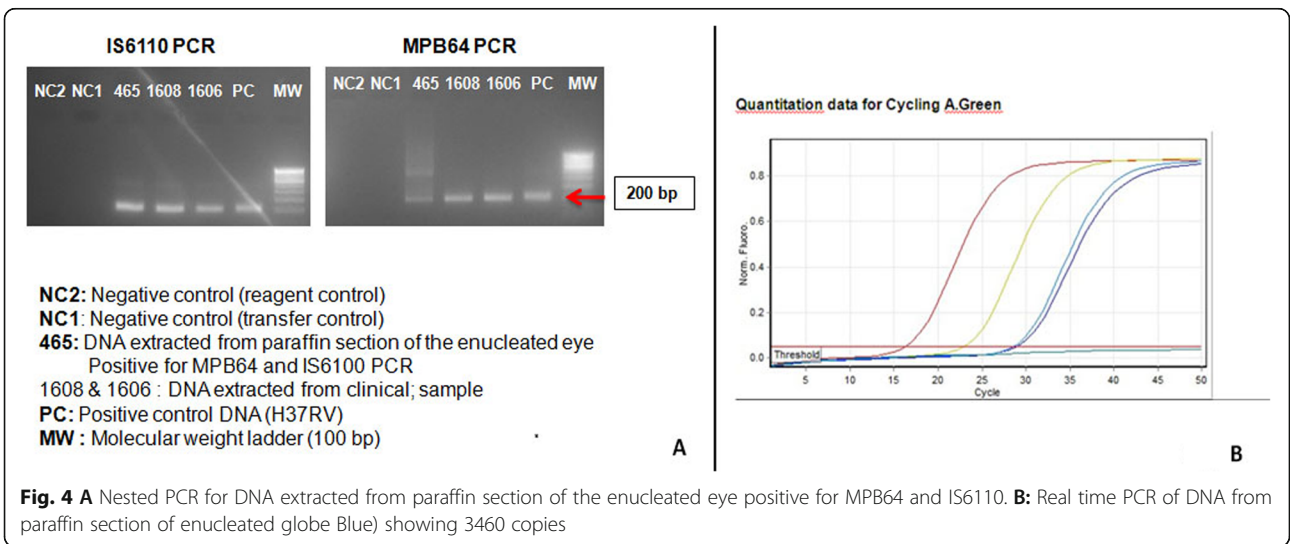 IS6110 PCR
NC2 NC1 465 1608 1606 PC MW
MPB64 PCR
NC2 NC1 465 1608 1606 PC MW
200 bp
NC2: Negative control (reagent control)
NC1: Negative control (transfer control)
465: DNA extracted from paraffin section of the enucleated eye
Positive for MPB64 and IS6100 PCR
1608 & 1606 : DNA extracted from clinical; sample
PC: Positive control DNA (H37RV)
MW : Molecular weight ladder (100 bp)
A
Quantitation data for Cycling A.Green
Norm. Fluoro.
0.8
0.6
0.4
0.2
0.0
Threshold
5 10 15 20 25 30 35 40 45 50
Cycle
B
Fig. 4 A Nested PCR for DNA extracted from paraffin section of the enucleated eye positive for MPB64 and IS6110. B: Real time PCR of DNA from
paraffin section of enucleated globe Blue) showing 3460 copies